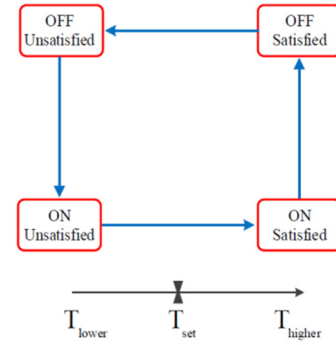 OFF
Unsatisfied
OFF
Satisfied
ON
Unsatisfied
ON
Satisfied
T lower T set T higher